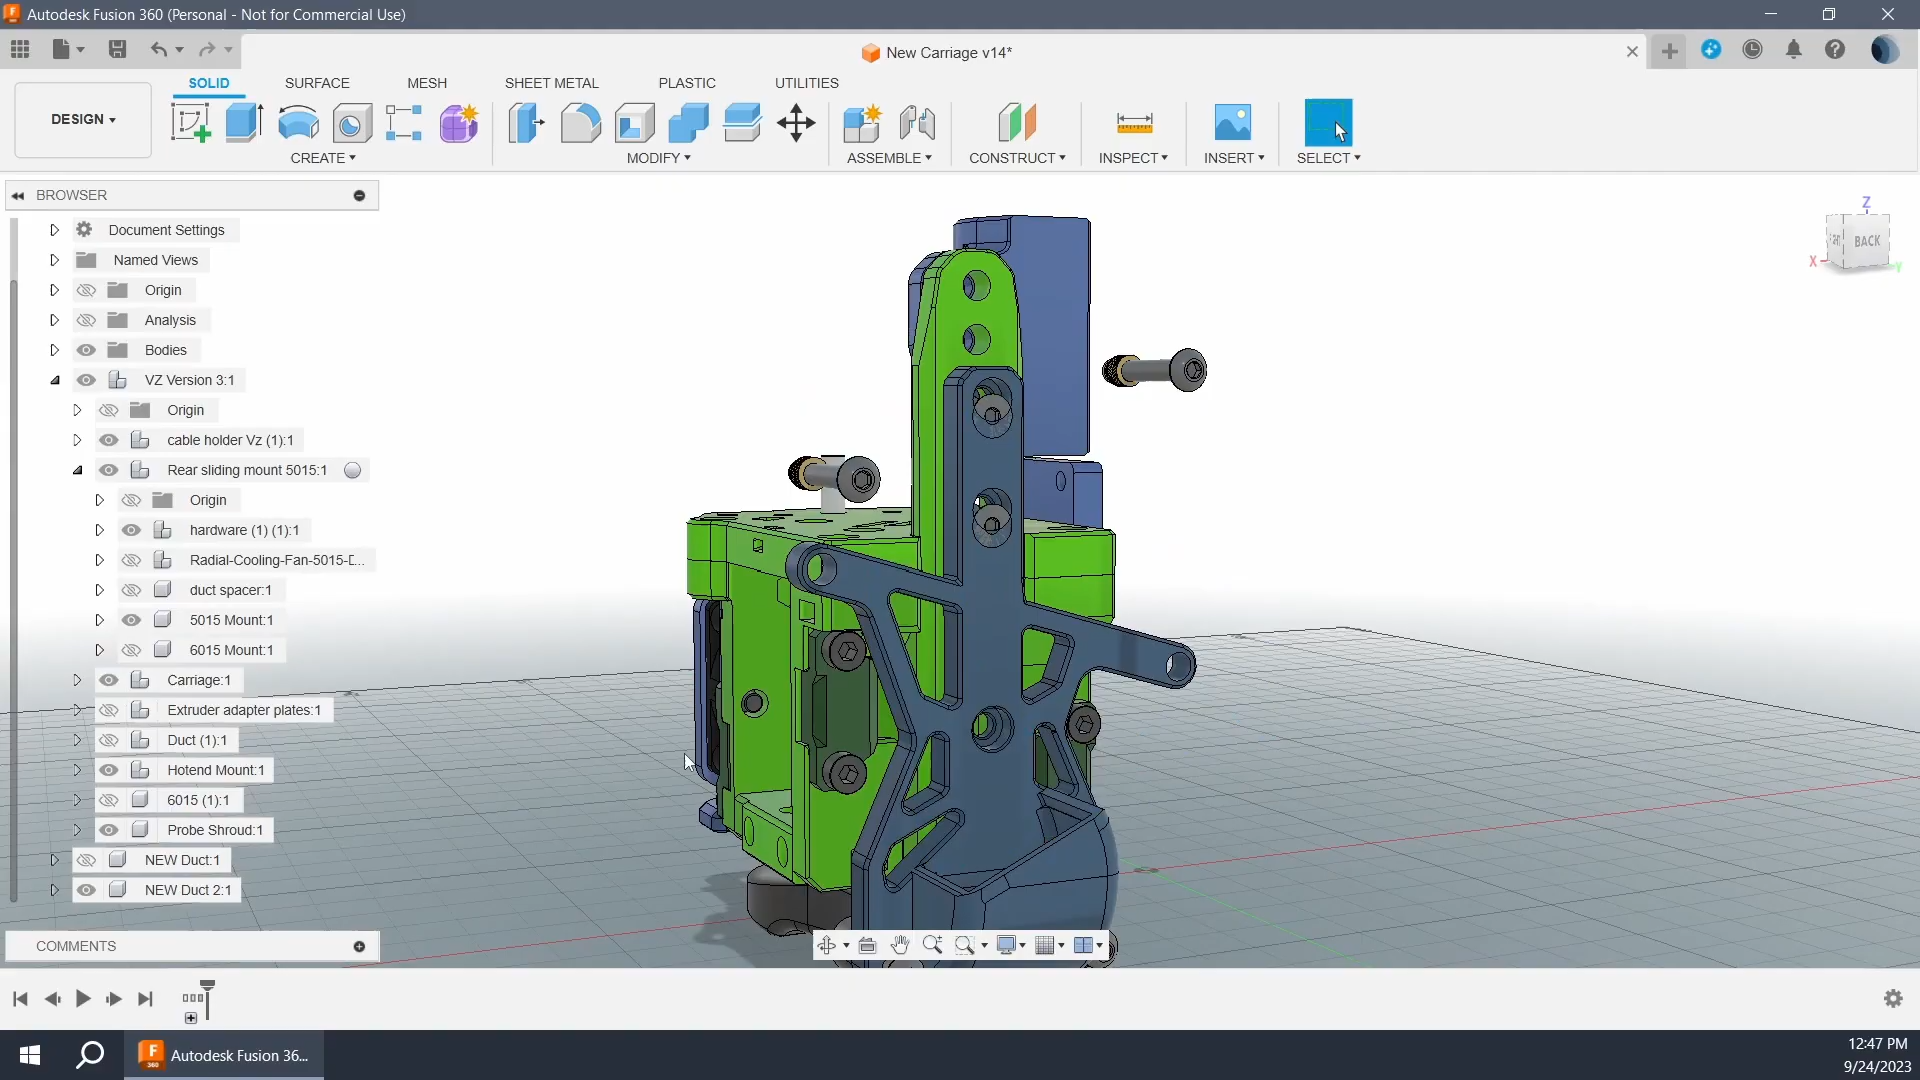 Autodesk Fusion 360 (Personal - Not for Commercial Use)
New Carriage v14*
DESIGN
SOLID
SURFACE
MESH
SHEET METAL
PLASTIC
UTILITIES
CREATE
MODIFY
ASSEMBLE
CONSTRUCT
INSPECT
INSERT
SELECT
BROWSER
Document Settings
Named Views
Origin
Analysis
Bodies
VZ Version 3:1
Origin
cable holder Vz (1):1
Rear sliding mount 5015:1
Origin
hardware (1) (1):1
Radial-Cooling-Fan-5015-D...
duct spacer:1
5015 Mount:1
6015 Mount:1
Carriage:1
Extruder adapter plates:1
Duct (1):1
Hotend Mount:1
6015 (1):1
Probe Shroud:1
NEW Duct:1
NEW Duct 2:1
Z
BACK
X
Y
COMMENTS
Autodesk Fusion 36...
12:47 PM
9/24/2023